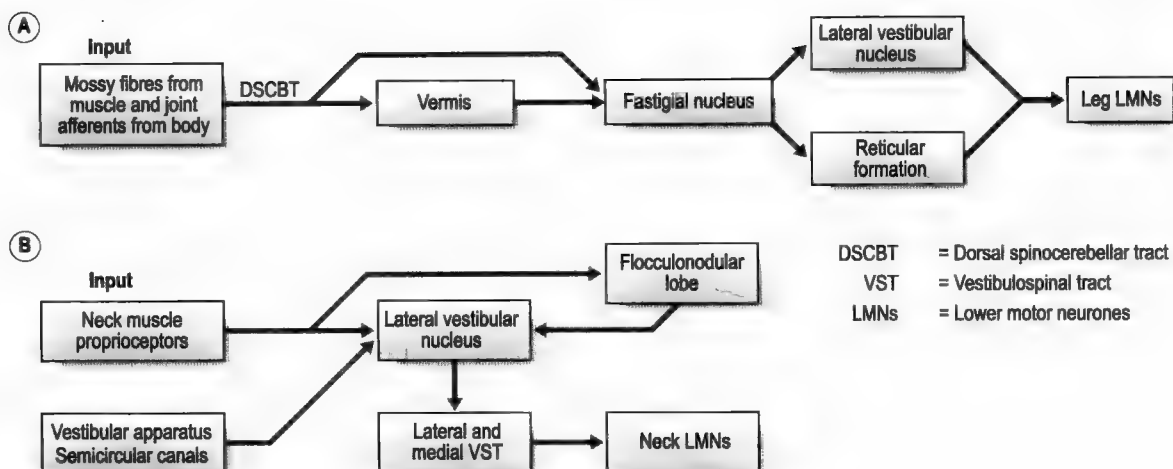 A
Input
Mossy fibres from
muscle and joint
afferents from body
DSCBT
Vermis
Fastigial nucleus
Lateral vestibular
nucleus
Reticular
formation
Leg LMNs
B
Input
Neck muscle
proprioceptors
Vestibular apparatus
Semicircular canals
Lateral vestibular
nucleus
Flocculonodular
lobe
Lateral and
medial VST
Neck LMNs
DSCBT = Dorsal spinocerebellar tract
VST = Vestibulospinal tract
LMNs = Lower motor neurones